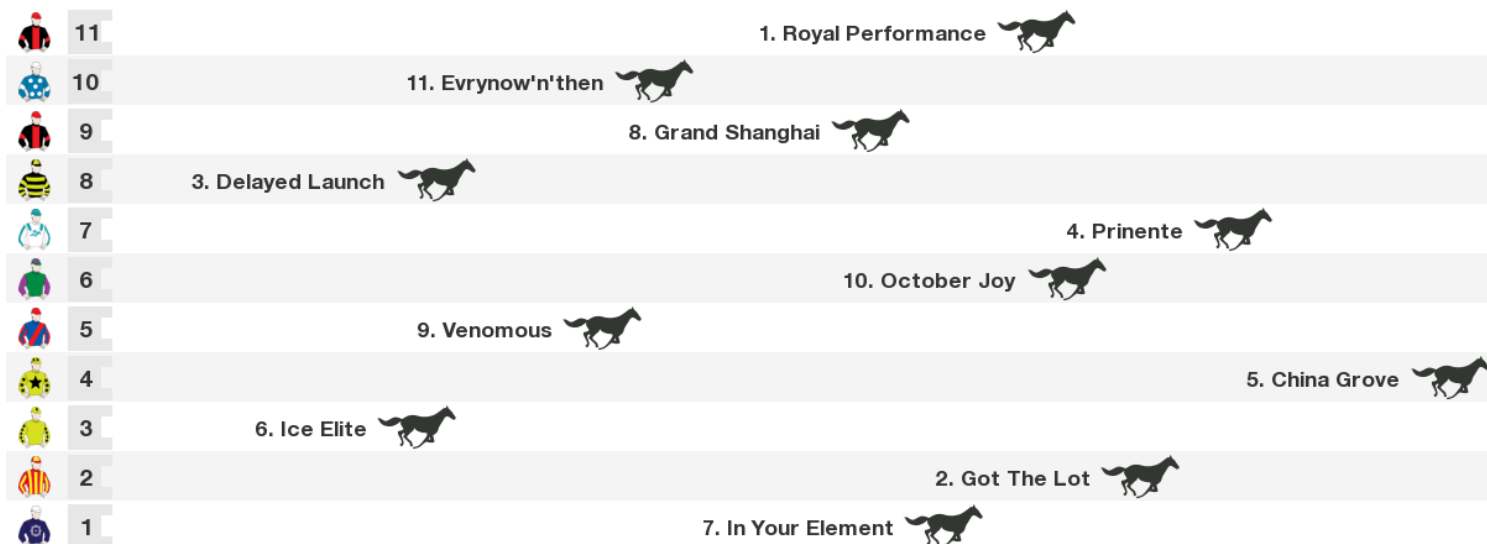 11 1. Royal Performance
10 11. Evrynow'n'then
9 8. Grand Shanghai
8 3. Delayed Launch
7 4. Prinente
6 10. October Joy
5 9. Venomous
4 5. China Grove
3 6. Ice Elite
2 2. Got The Lot
1 7. In Your Element